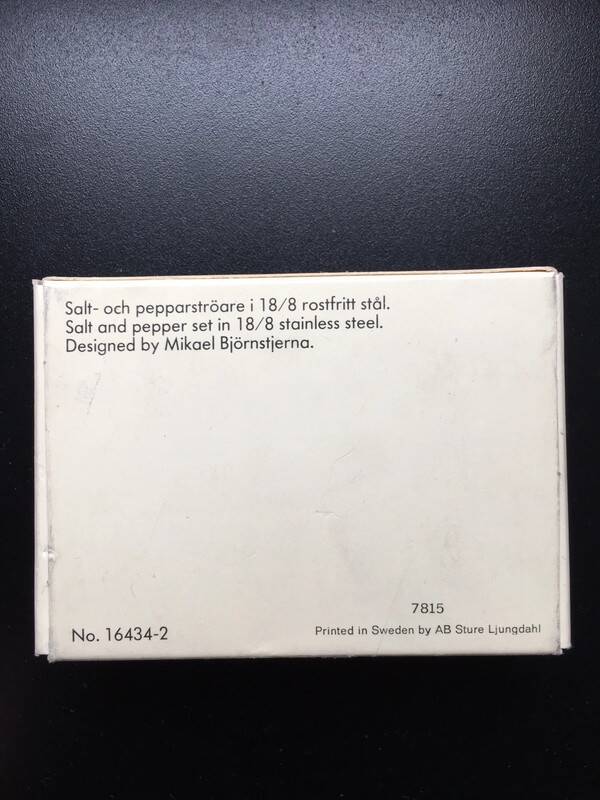 Salt- och pepparströare i 18/8 rostfritt stål.
Salt and pepper set in 18/8 stainless steel.
Designed by Mikael Björnstjerna.
7815
No. 16434-2
Printed in Sweden by AB Sture Ljungdahl